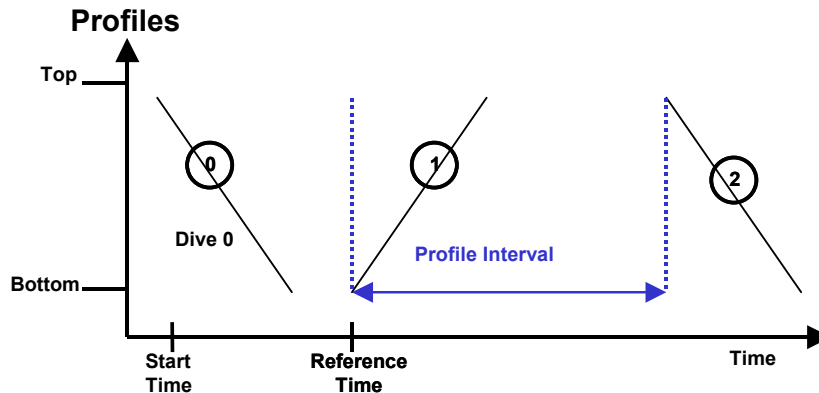 Profiles
Top
0
1
2
Dive 0
Profile Interval
Bottom
Start
Time
Reference
Time
Time